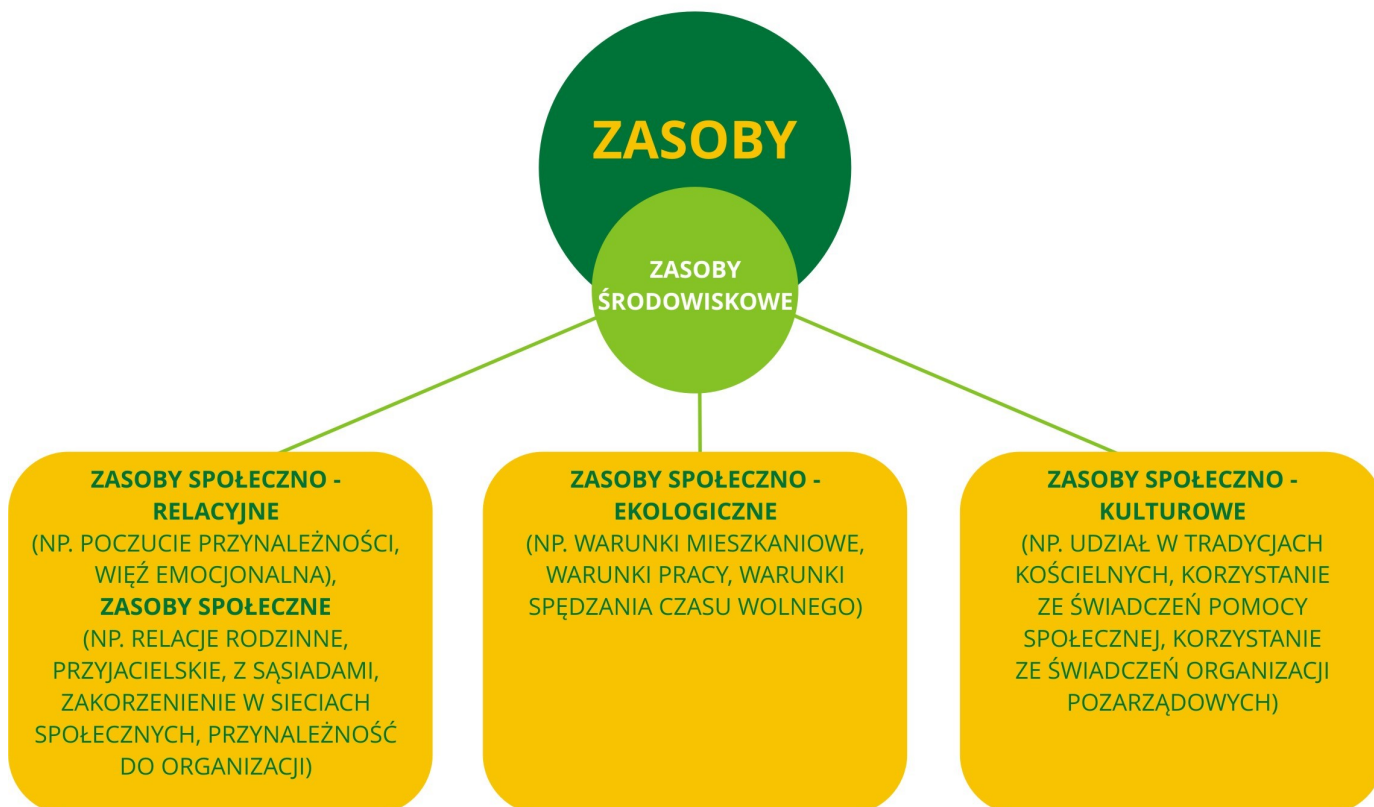 ZASOBY
ZASOBY
ŚRODOWISKOWE
ZASOBY SPOŁECZNO -
RELACYJNE
(NP. POCZUCIE PRZYNALEŻNOŚCI,
WIĘŹ EMOCJONALNA),
ZASOBY SPOŁECZNE
(NP. RELACJE RODZINNE,
PRZYJACIELSKIE, Z SĄSIADAMI,
ZAKORZENIENIE W SIECIACH
SPOŁECZNYCH, PRZYNALEŻNOŚĆ
DO ORGANIZACJI)
ZASOBY SPOŁECZNO -
EKOLOGICZNE
(NP. WARUNKI MIESZKANIOWE,
WARUNKI PRACY, WARUNKI
SPĘDZANIA CZASU WOLNEGO)
ZASOBY SPOŁECZNO -
KULTUROWE
(NP. UDZIAŁ W TRADYCJACH
KOŚCIELNYCH, KORZYSTANIE
ZE ŚWIADCZEŃ POMOCY
SPOŁECZNEJ, KORZYSTANIE
ZE ŚWIADCZEŃ ORGANIZACJI
POZARZĄDOWYCH)